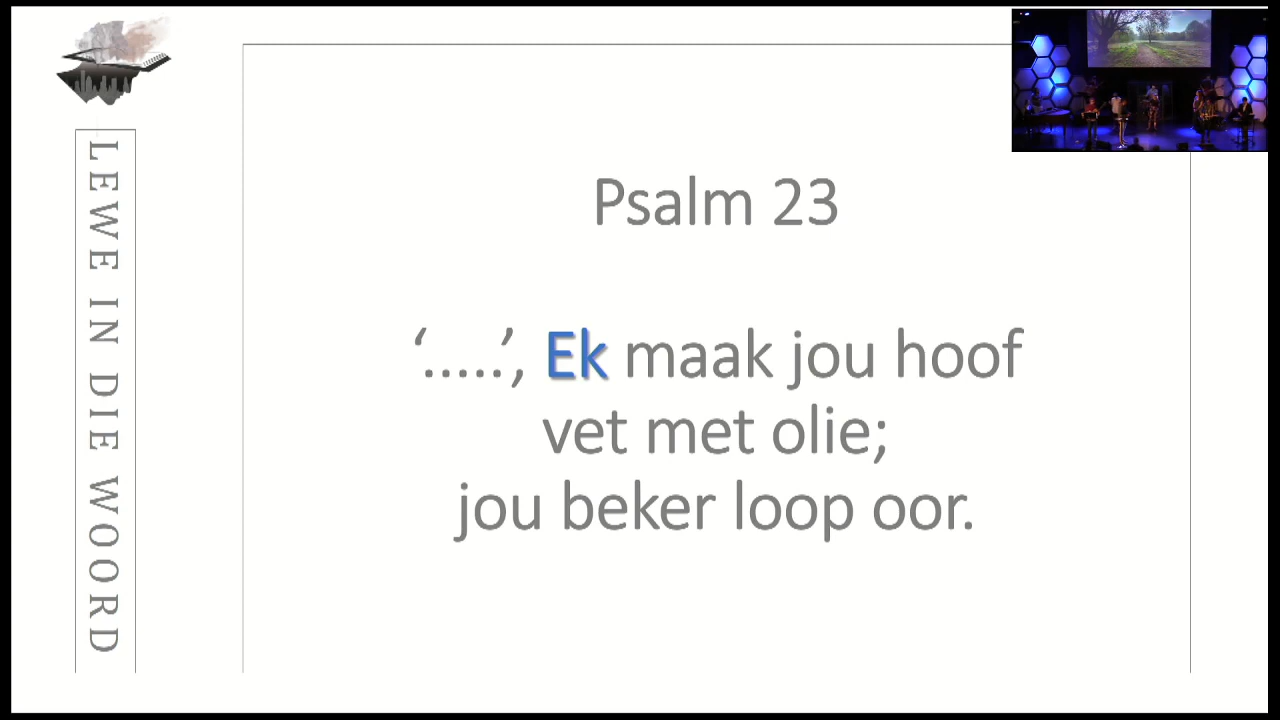 LEWE IN DIE WOORD
Psalm 23
‘.....’, Ek maak jou hoof
vet met olie;
jou beker loop oor.